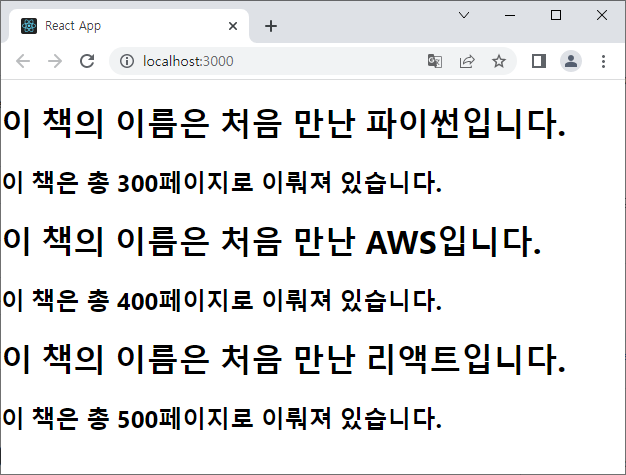 React App
localhost:3000
이 책의 이름은 처음 만난 파이썬입니다.
이 책은 총 300페이지로 이뤄져 있습니다.
이 책의 이름은 처음 만난 AWS입니다.
이 책은 총 400페이지로 이뤄져 있습니다.
이 책의 이름은 처음 만난 리액트입니다.
이 책은 총 500페이지로 이뤄져 있습니다.